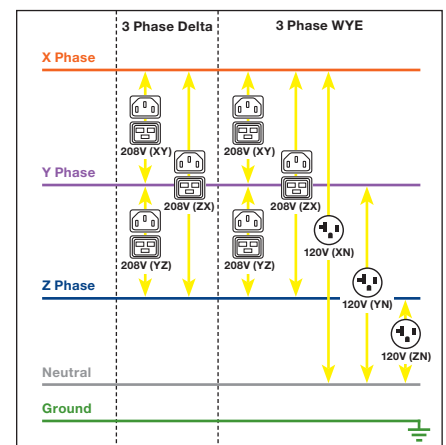 3 Phase Delta
3 Phase WYE
X Phase
208V (XY)
208V (XY)
Y Phase
208V (ZX)
208V (ZX)
208V (YZ)
208V (YZ)
120V (XN)
Z Phase
120V (YN)
120V (ZN)
Neutral
Ground